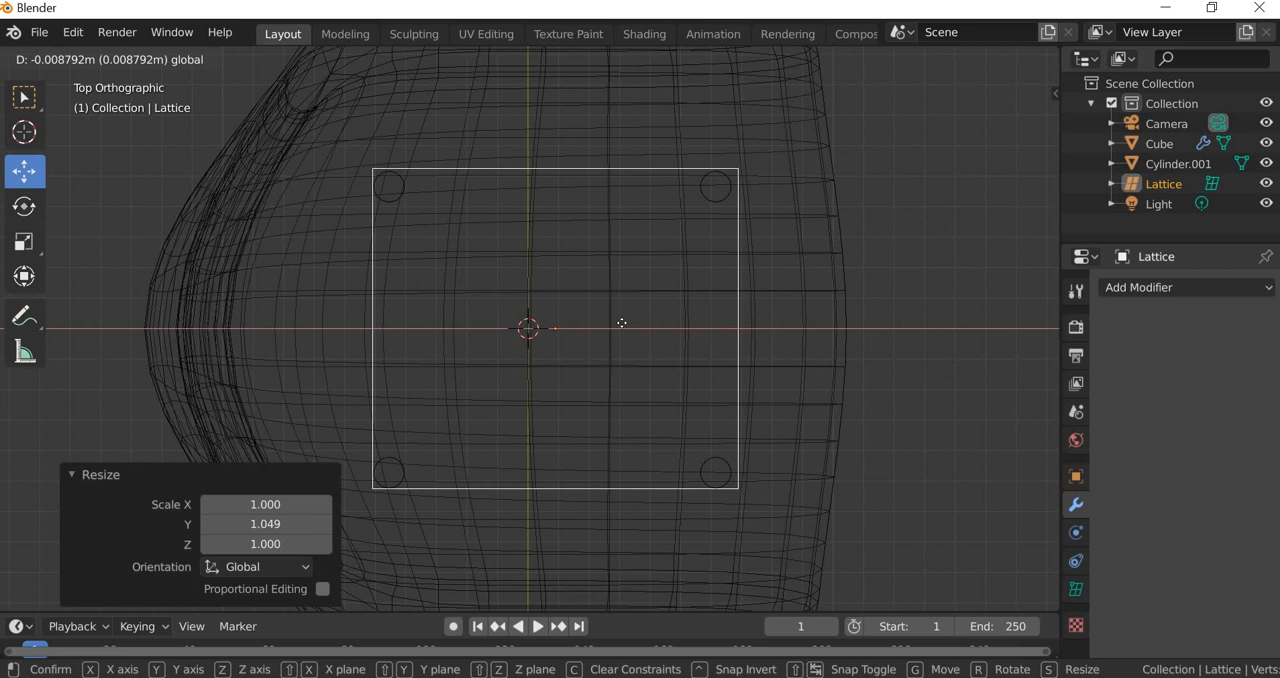 Blender
File Edit Render Window Help Layout Modeling Sculpting UV Editing Texture Paint Shading Animation Rendering Compos Scene View Layer
D: -0.008792m (0.008792m) global
Top Orthographic
(1) Collection | Lattice
Scene Collection
Collection
Camera
Cube
Cylinder.001
Lattice
Light
Lattice
Add Modifier
Resize
Scale X 1.000
Y 1.049
Z 1.000
Orientation Global
Proportional Editing
Playback Keying View Marker 1 Start: 1 End: 250
Confirm X X axis Y Y axis Z Z axis X X plane Y Y plane Z Z plane C Clear Constraints ^ Snap Invert Snap Toggle G Move R Rotate S Resize Collection | Lattice | Verts: